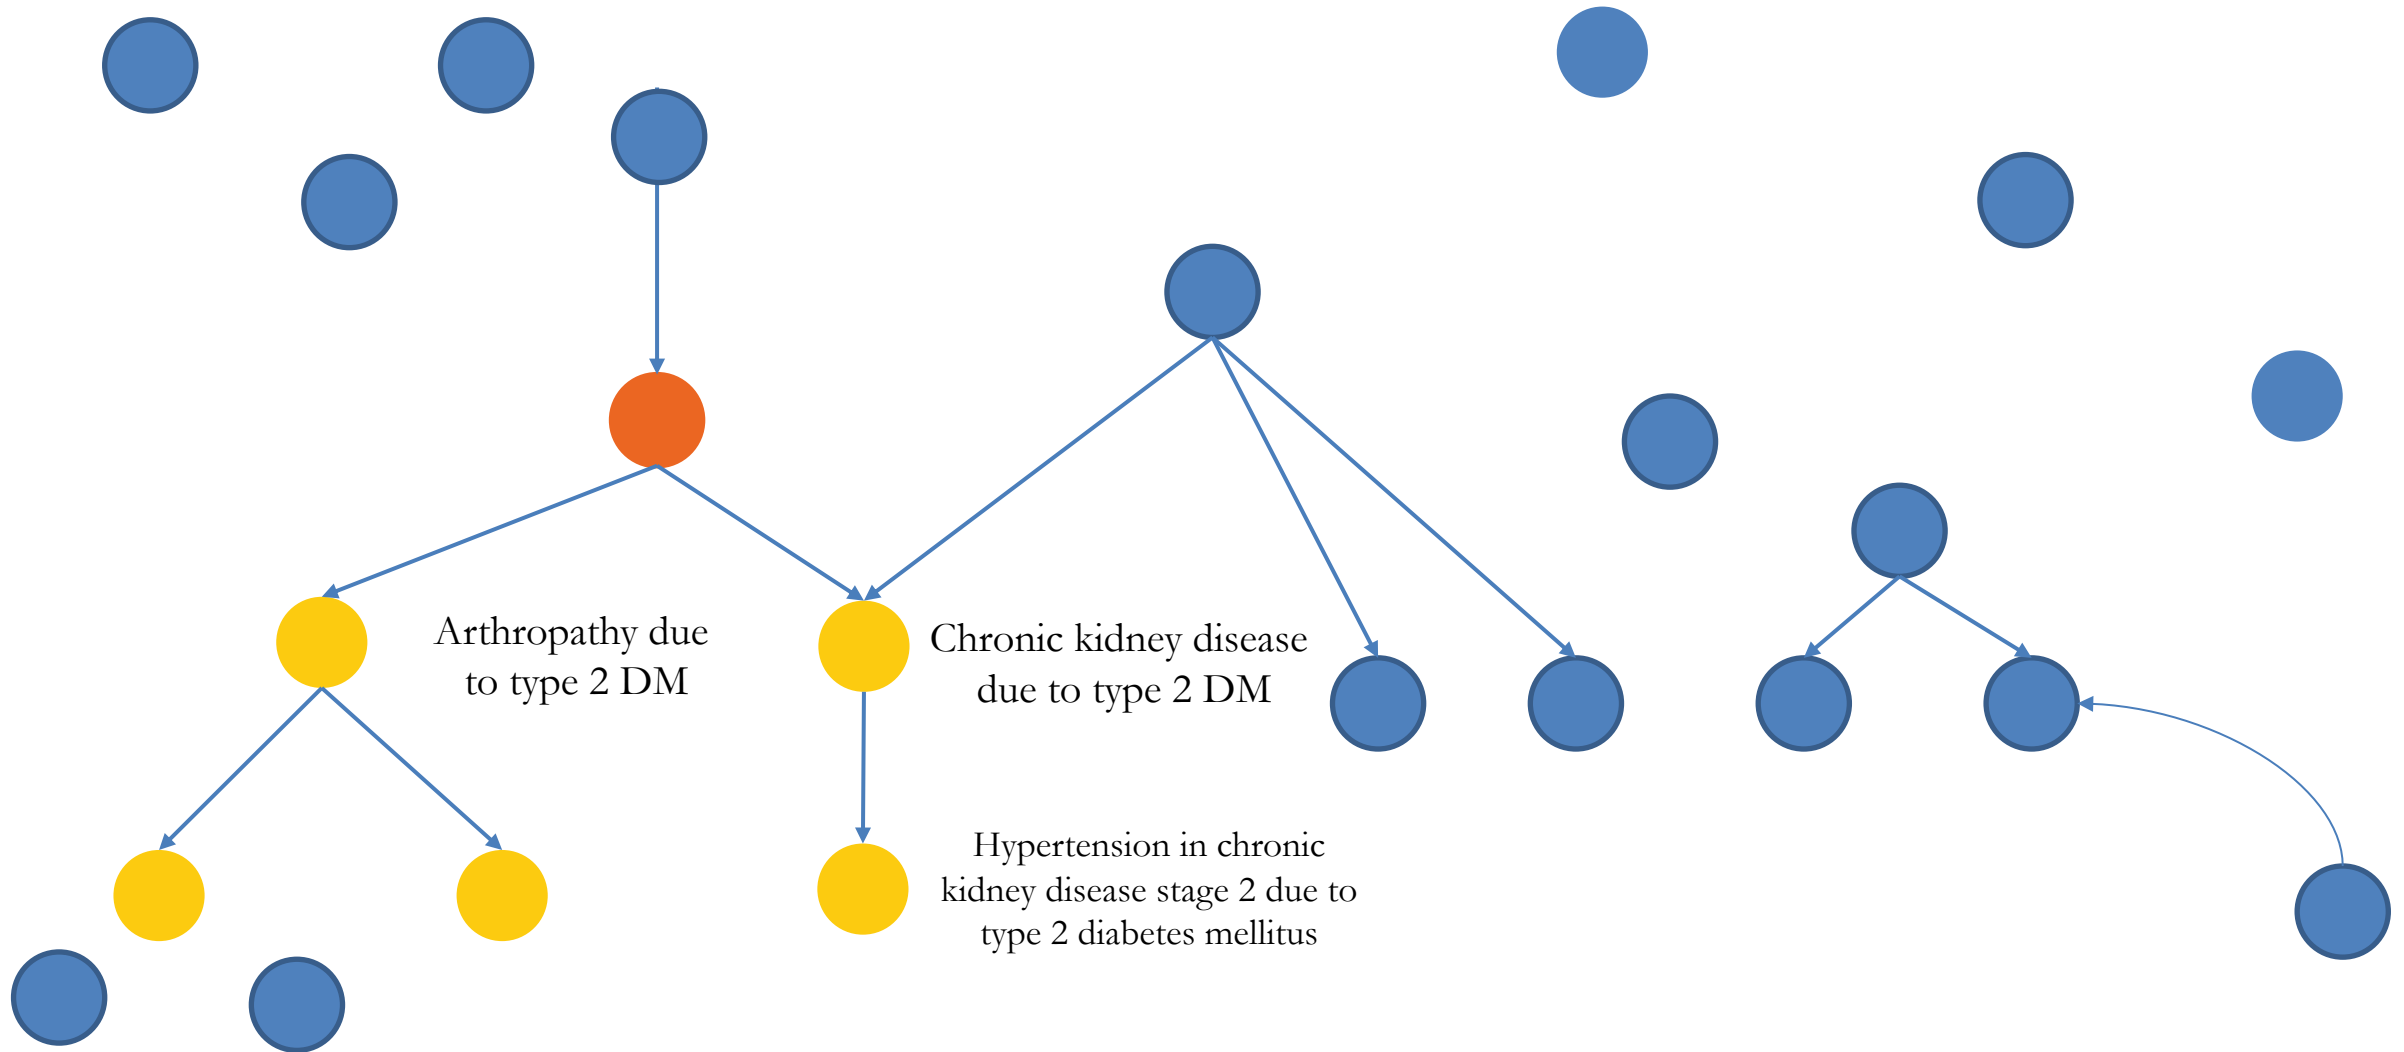 Arthropathy due
to type 2 DM
Chronic kidney disease
due to type 2 DM
Hypertension in chronic
kidney disease stage 2 due to
type 2 diabetes mellitus